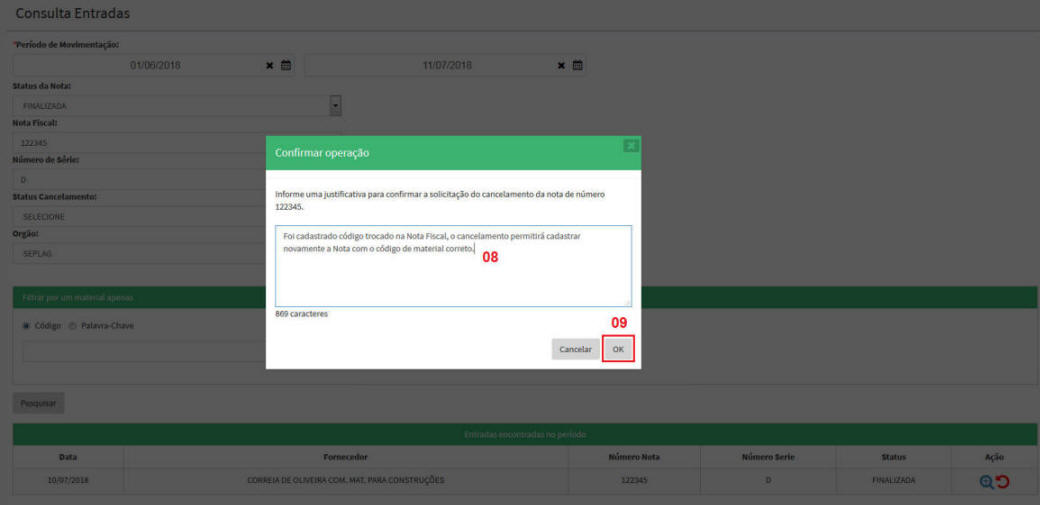 Consulta Entradas
*Período de Movimentação:
01/06/2018
11/07/2018
Status da Nota:
FINALIZADA
Nota Fiscal:
122345
Número de Série:
D
Status Cancelamento:
SELECIONE
Orgão:
SEPLAG
Confirmar operação
Informe uma justificativa para confirmar a solicitação do cancelamento da nota de número
122345.
Foi cadastrado código trocado na Nota Fiscal, o cancelamento permitirá cadastrar
novamente a Nota com o código de material correto.
08
869 caracteres
09
Cancelar OK
Filtrar por um material apenas
Código Palavra-Chave
Pesquisar
Entradas encontradas no período
Data Fornecedor Número Nota Número Serie Status Ação
10/07/2018 CORREIA DE OLIVEIRA COM. MAT. PARA CONSTRUÇÕES 122345 D FINALIZADA